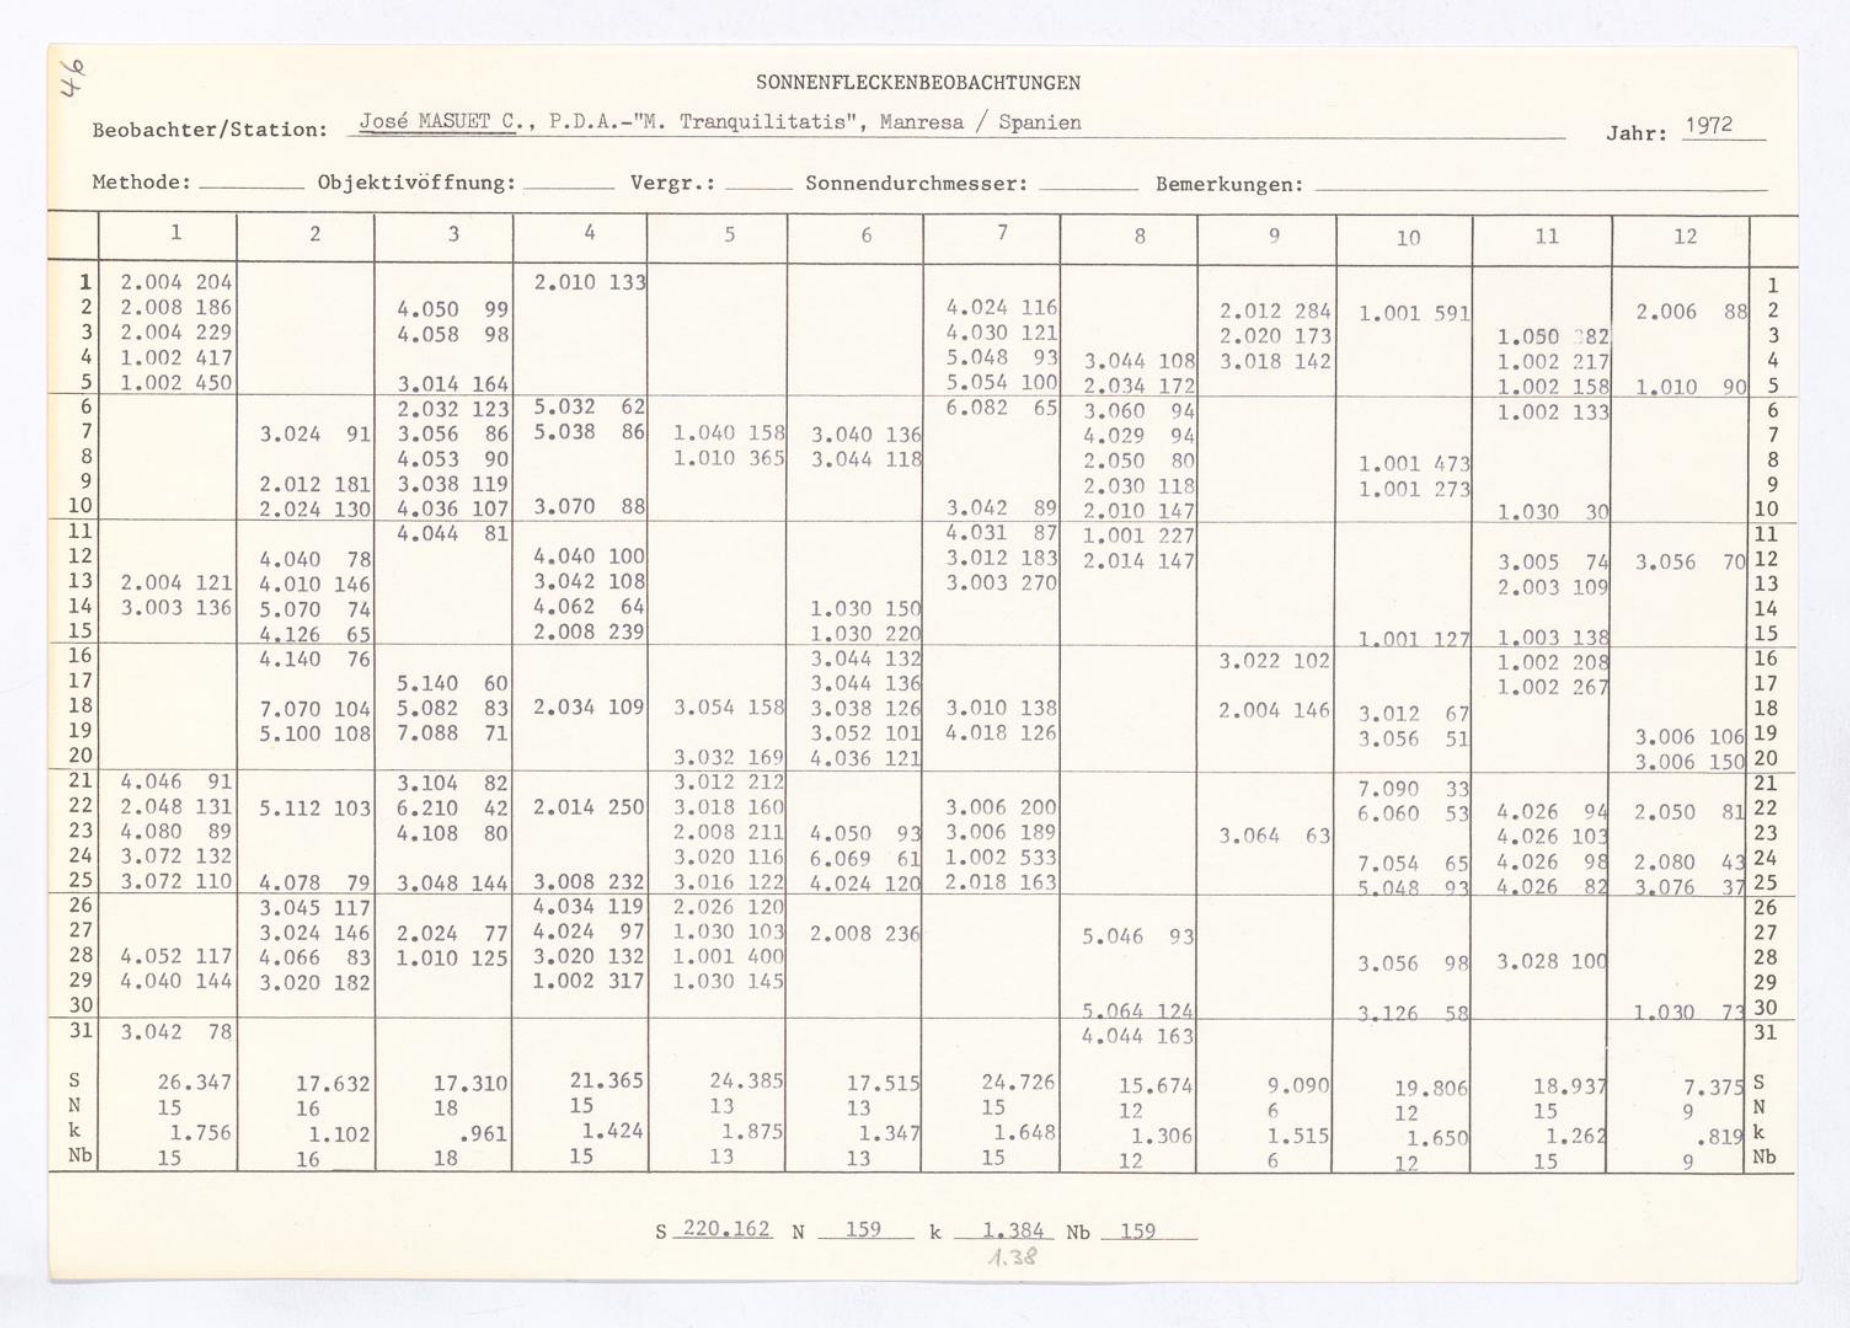 46
SONNENFLECKENBEOBACHTUNGEN
Beobachter/Station: José MASUET C., P.D.A.-"M. Tranquilitatis", Manresa / Spanien Jahr: 1972
Methode: Objektivöffnung: Vergr.: Sonnendurchmesser: Bemerkungen:
1 2 3 4 5 6 7 8 9 10 11 12
1 2.004 204 2.010 133 1
2 2.008 186 4.050 99 4.024 116 2.012 284 1.001 591 2.006 88 2
3 2.004 229 4.058 98 4.030 121 2.020 173 1.050 82 3
4 1.002 417 5.048 93 3.044 108 3.018 142 1.002 217 4
5 1.002 450 3.014 164 5.054 100 2.034 172 1.002 158 1.010 90 5
6 2.032 123 5.032 62 6.082 65 3.060 94 1.002 133 6
7 3.024 91 3.056 86 5.038 86 1.040 158 3.040 136 4.029 94 7
8 4.053 90 1.010 365 3.044 118 2.050 80 1.001 473 8
9 2.012 181 3.038 119 2.030 118 1.001 273 9
10 2.024 130 4.036 107 3.070 88 3.042 89 2.010 147 1.030 30 10
11 4.044 81 4.031 87 1.001 227 11
12 4.040 78 4.040 100 3.012 183 2.014 147 3.005 74 3.056 70 12
13 2.004 121 4.010 146 3.042 108 3.003 270 2.003 109 13
14 3.003 136 5.070 74 4.062 64 1.030 150 14
15 4.126 65 2.008 239 1.030 220 1.001 127 1.003 138 15
16 4.140 76 3.044 132 3.022 102 1.002 208 16
17 5.140 60 3.044 136 1.002 267 17
18 7.070 104 5.082 83 2.034 109 3.054 158 3.038 126 3.010 138 2.004 146 3.012 67 18
19 5.100 108 7.088 71 3.052 101 4.018 126 3.056 51 3.006 106 19
20 3.032 169 4.036 121 3.006 150 20
21 4.046 91 3.104 82 3.012 212 7.090 33 21
22 2.048 131 5.112 103 6.210 42 2.014 250 3.018 160 3.006 200 6.060 53 4.026 94 2.050 81 22
23 4.080 89 4.108 80 2.008 211 4.050 93 3.006 189 3.064 63 4.026 103 23
24 3.072 132 3.020 116 6.069 61 1.002 533 7.054 65 4.026 98 2.080 43 24
25 3.072 110 4.078 79 3.048 144 3.008 232 3.016 122 4.024 120 2.018 163 5.048 93 4.026 82 3.076 37 25
26 3.045 117 4.034 119 2.026 120 26
27 3.024 146 2.024 77 4.024 97 1.030 103 2.008 236 5.046 93 27
28 4.052 117 4.066 83 1.010 125 3.020 132 1.001 400 3.056 98 3.028 100 28
29 4.040 144 3.020 182 1.002 317 1.030 145 29
30 5.064 124 3.126 58 1.030 73 30
31 3.042 78 4.044 163 31
S 26.347 17.632 17.310 21.365 24.385 17.515 24.726 15.674 9.090 19.806 18.937 7.375 S
N 15 16 18 15 13 13 15 12 6 12 15 9 N
k 1.756 1.102 .961 1.424 1.875 1.347 1.648 1.306 1.515 1.650 1.262 .819 k
Nb 15 16 18 15 13 13 15 12 6 12 15 9 Nb
S 220.162 N 159 k 1.384 Nb 159
1.38